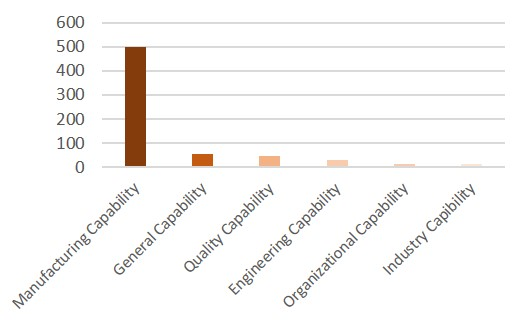 600
500
400
300
200
100
0
Manufacturing Capability
General Capability
Quality Capability
Engineering Capability
Organizational Capability
Industry Capibility